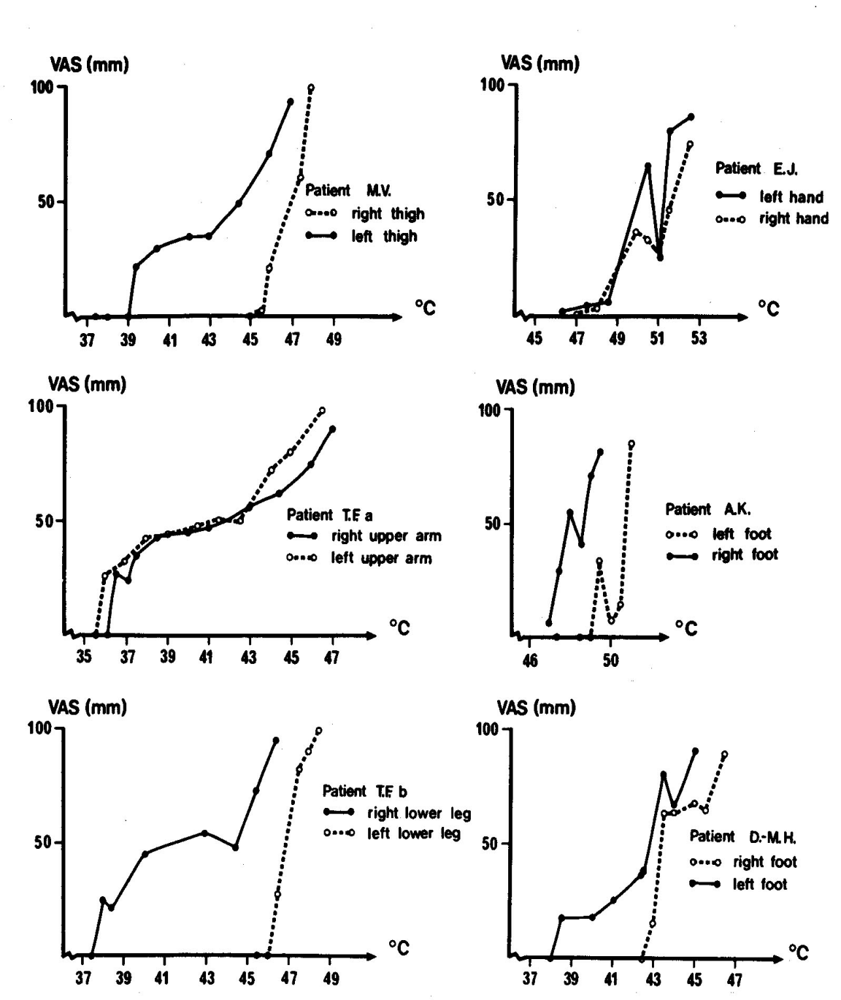 VAS (mm)
100
50
Patient M.V.
right thigh
left thigh
°C
37 39 41 43 45 47 49
VAS (mm)
100
50
Patient E.J.
left hand
right hand
°C
45 47 49 51 53
VAS (mm)
100
50
Patient T.F. a
right upper arm
left upper arm
°C
35 37 39 41 43 45 47
VAS (mm)
100
50
Patient A.K.
left foot
right foot
°C
46 50
VAS (mm)
100
50
Patient T.F. b
right lower leg
left lower leg
°C
37 39 41 43 45 47 49
VAS (mm)
100
50
Patient D.-M.H.
right foot
left foot
°C
37 39 41 43 45 47